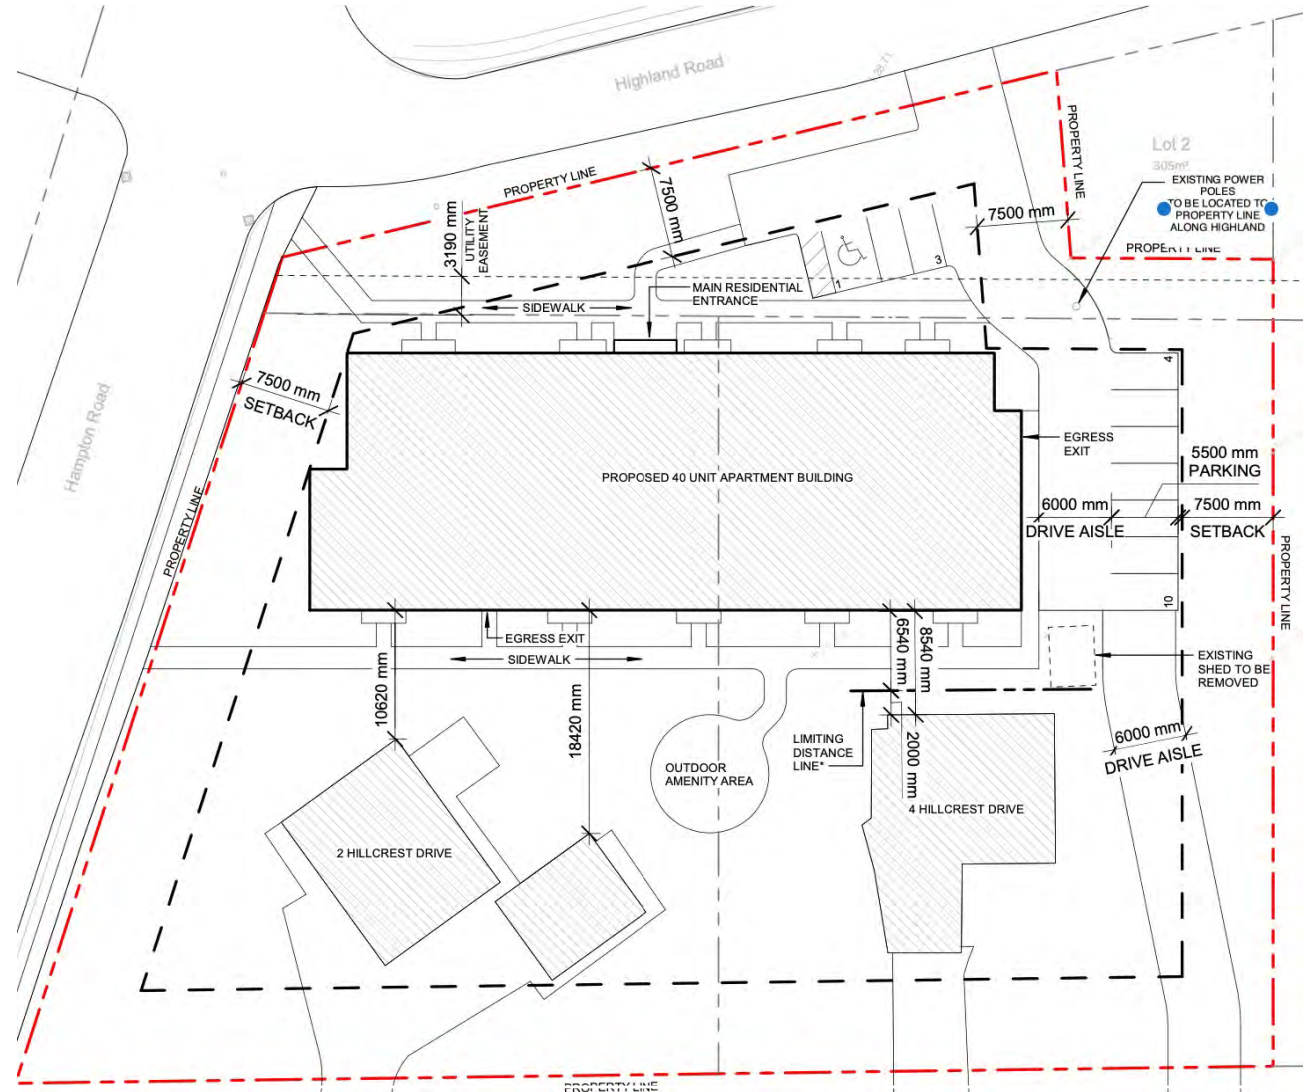 Highland Road
28.71
Lot 2
305m²
PROPERTY LINE
EXISTING POWER
POLES
TO BE LOCATED TO
PROPERTY LINE
ALONG HIGHLAND
PROPERTY LINE
PROPERTY LINE
7500 mm
7500 mm
3190 mm
UTILITY
EASEMENT
1
3
MAIN RESIDENTIAL
ENTRANCE
SIDEWALK
4
7500 mm
SETBACK
Hampton Road
EGRESS
EXIT
5500 mm
PARKING
PROPOSED 40 UNIT APARTMENT BUILDING
6000 mm
DRIVE AISLE
7500 mm
SETBACK
PROPERTY LINE
PROPERTY LINE
10
EGRESS EXIT
SIDEWALK
6540 mm
8540 mm
EXISTING
SHED TO BE
REMOVED
10620 mm
18420 mm
LIMITING
DISTANCE
LINE*
2000 mm
6000 mm
DRIVE AISLE
OUTDOOR
AMENITY AREA
4 HILLCREST DRIVE
2 HILLCREST DRIVE
PROPERTY LINE